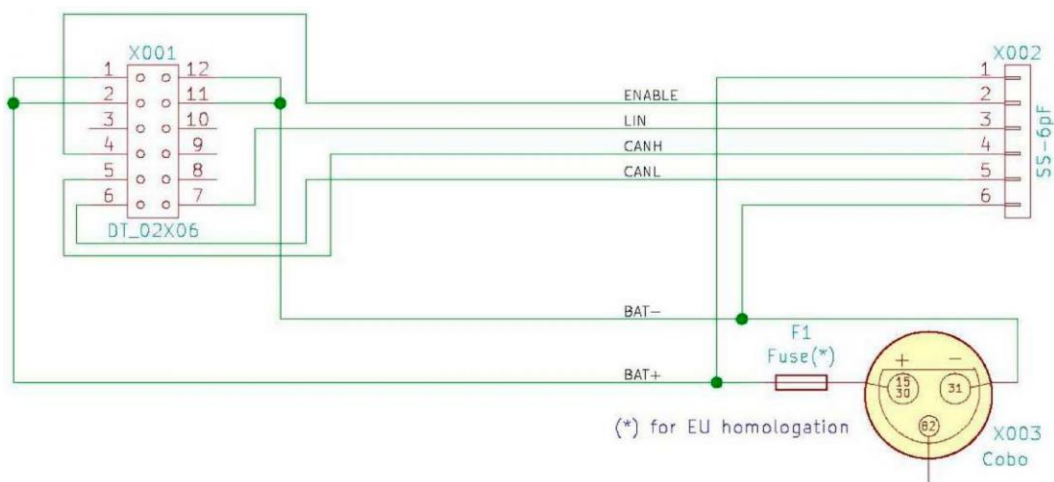 X001
1
2
3
4
5
6
12
11
10
9
8
7
DT_02X06
ENABLE
LIN
CANH
CANL
BAT-
BAT+
X002
1
2
3
4
5
6
SS-6pF
F1
Fuse(*)
(*) for EU homologation
+ -
15
30
31
82
X003
Cobo